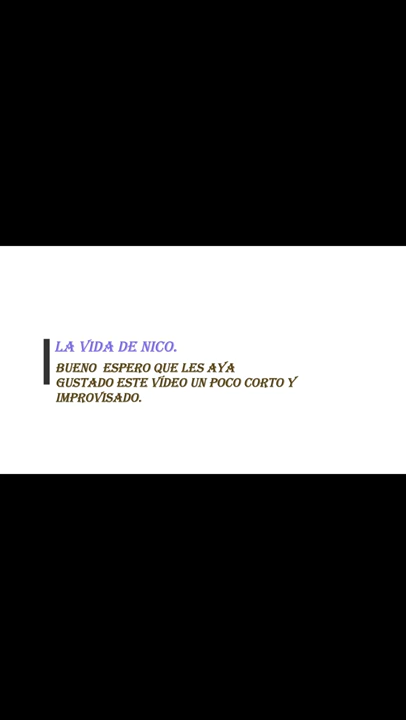 LA VIDA DE NICO.
BUENO ESPERO QUE LES AYA
GUSTADO ESTE VÍDEO UN POCO CORTO Y
IMPROVISADO.